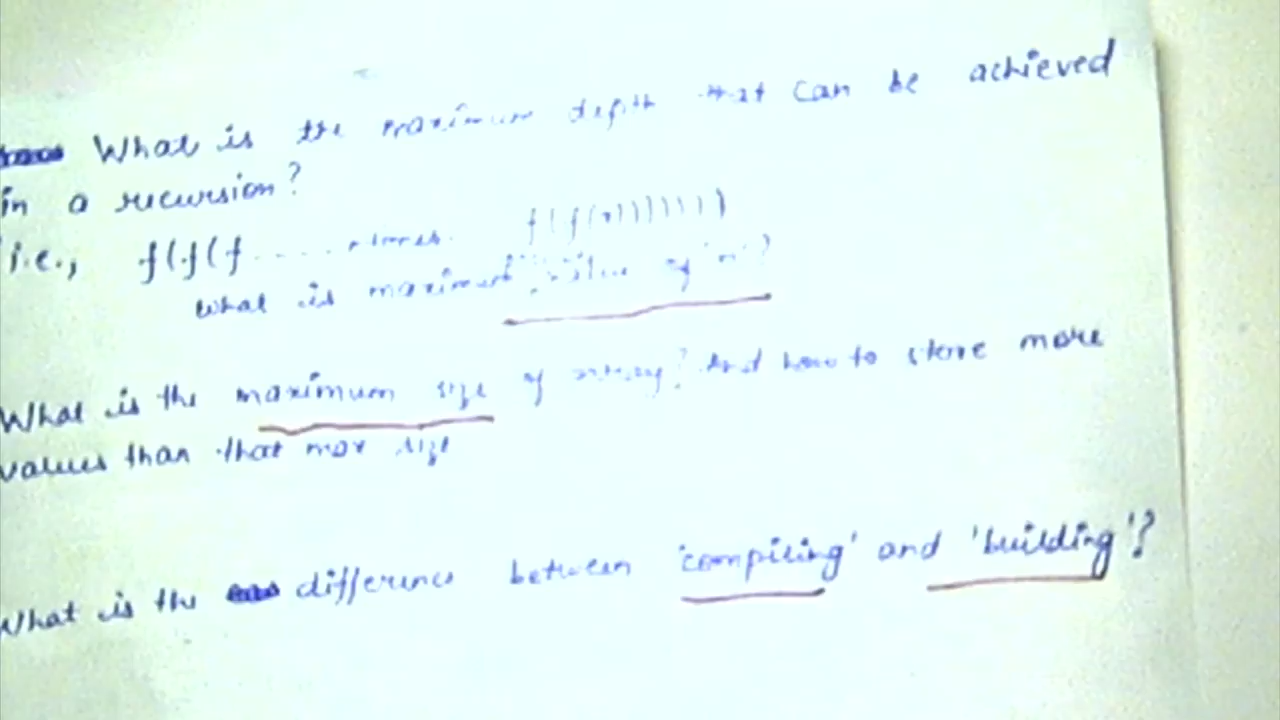 What is the maximum depth that can be achieved
in a recursion?
i.e., f(f(f ..... n times. f(f(x)))))))
what is maximum value of 'n'?
What is the maximum size of array? And how to store more
values than that max size
What is the difference between 'compiling' and 'building'?